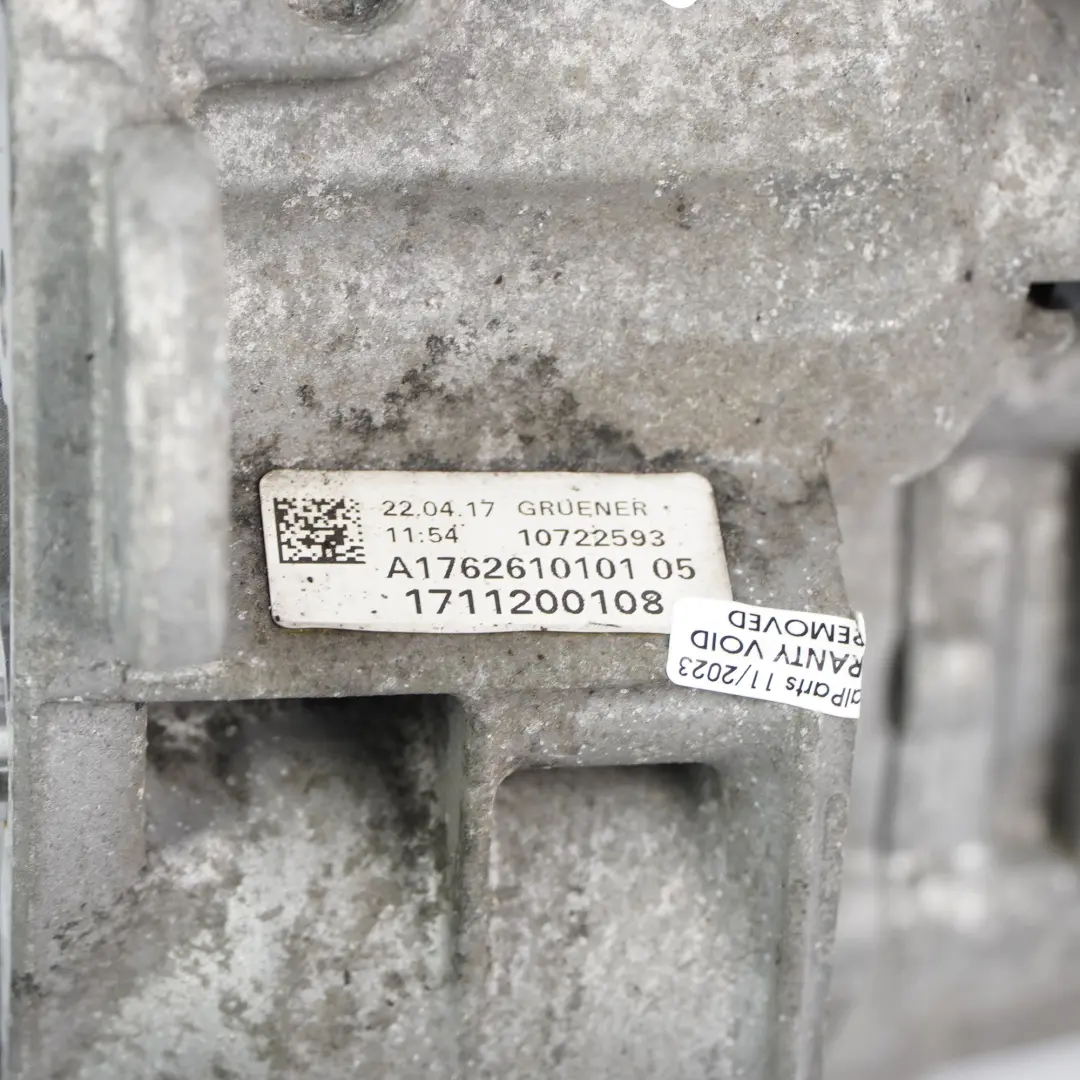 22.04.17 GRUENER
11:54 10722593
A1762610101 05
1711200108
alParts 11/2023
RANTY VOID
REMOVED